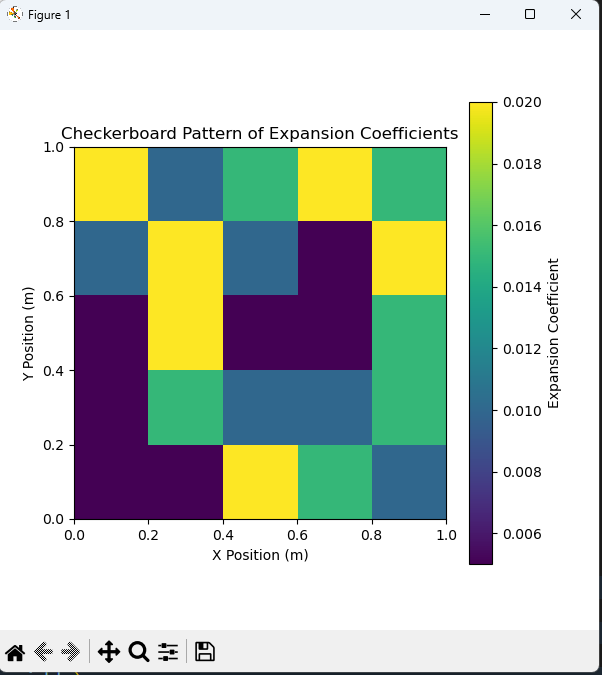 Figure 1
Checkerboard Pattern of Expansion Coefficients
1.0
0.8
0.6
0.4
0.2
0.0
Y Position (m)
0.0 0.2 0.4 0.6 0.8 1.0
X Position (m)
0.020
0.018
0.016
0.014
0.012
0.010
0.008
0.006
Expansion Coefficient